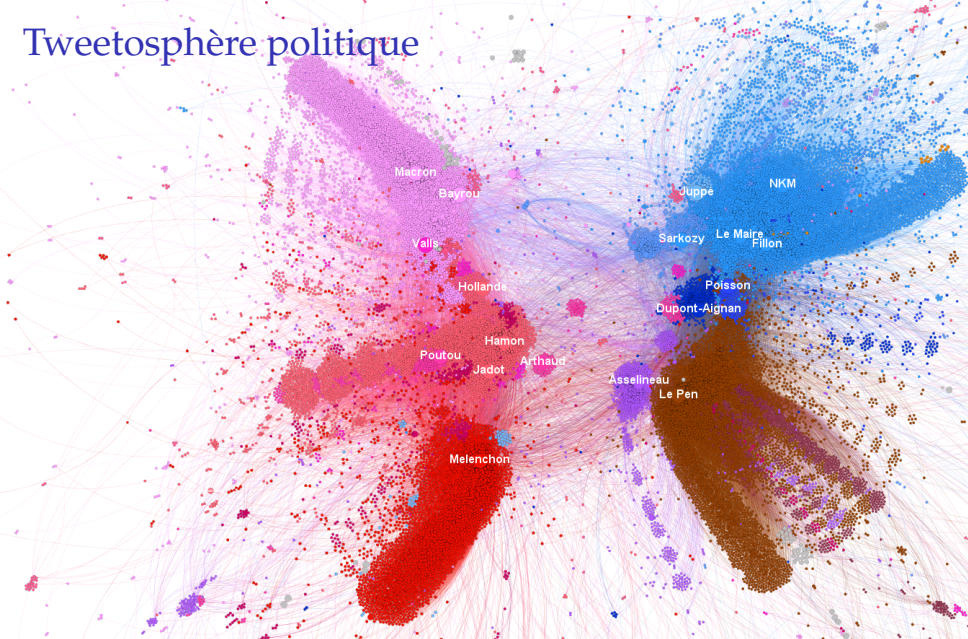 Tweetosphère politique
Macron
NKM
Bayrou
Juppé
Valls
Sarkozy
Le Maire
Fillon
Hollande
Poisson
Dupont-Aignan
Hamon
Poutou
Arthaud
Jadot
Asselineau
Le Pen
Melenchon